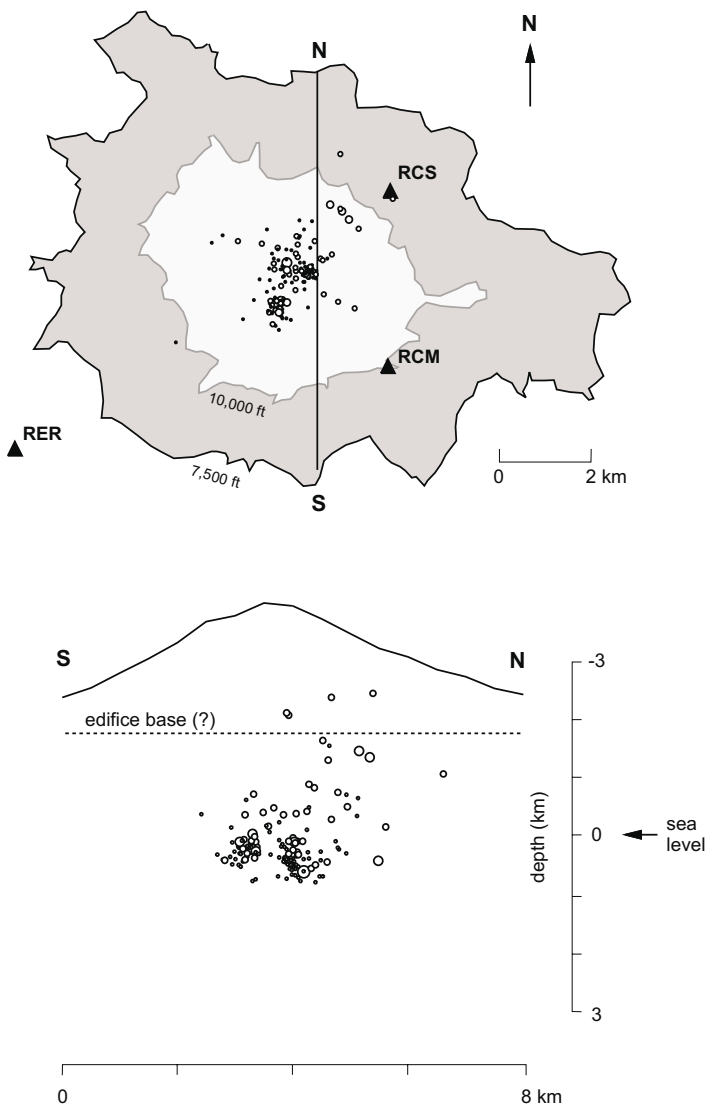 N
N
RCS
RCM
10,000 ft
RER
7,500 ft
0 2 km
S
S
N
-3
edifice base (?)
depth (km)
0
sea
level
3
0 8 km